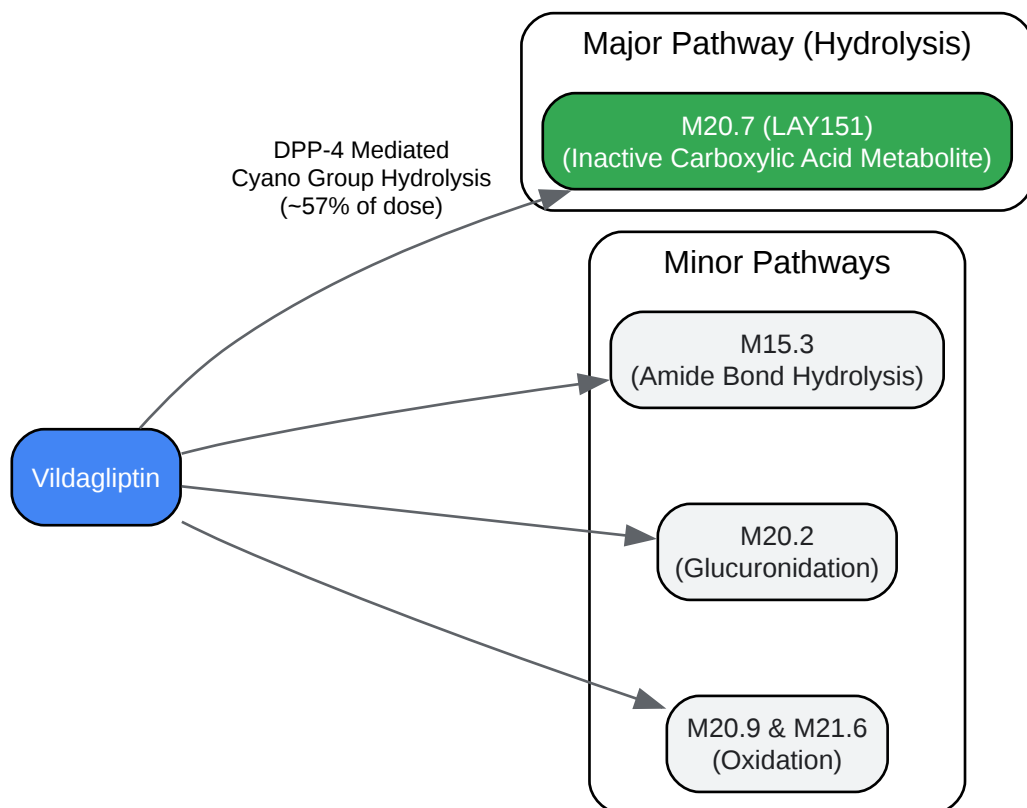 Major Pathway (Hydrolysis)
M20.7 (LAY151)
(Inactive Carboxylic Acid Metabolite)
DPP-4 Mediated
Cyano Group Hydrolysis
(~57% of dose)
Minor Pathways
M15.3
(Amide Bond Hydrolysis)
Vildagliptin
M20.2
(Glucuronidation)
M20.9 & M21.6
(Oxidation)